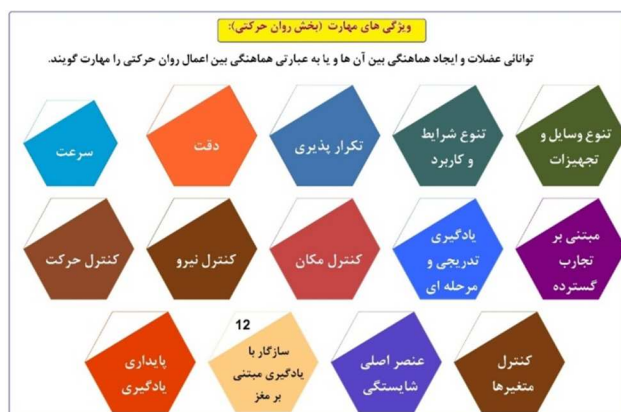 ویژگی های مهارت (بخش روان حرکتی):
توانائی عضلات و ایجاد هماهنگی بین آن ها و یا به عبارتی هماهنگی بین اعمال روان حرکتی را مهارت گویند.
تنوع وسایل و
تجهیزات
تنوع شرایط
و کاربرد
تکرار پذیری
دقت
سرعت
مبتنی بر
تجارب
گسترده
یادگیری
تدریجی و
مرحله ای
کنترل مکان
کنترل نیرو
کنترل حرکت
کنترل
متغیرها
عنصر اصلی
شایستگی
12
سازگار با
یادگیری مبتنی
بر مغز
پایداری
یادگیری